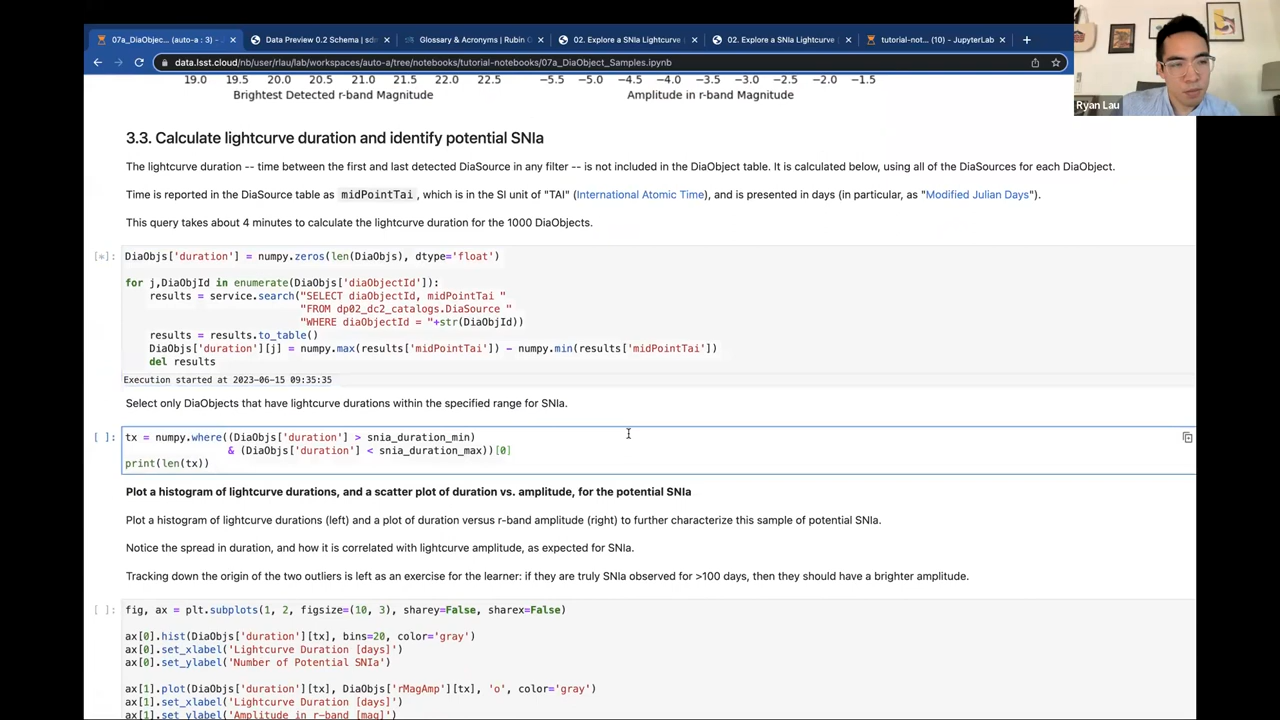 07a_DiaObjec... (auto-a : 3) - ×
Data Preview 0.2 Schema | sd ×
Glossary & Acronyms | Rubin ×
02. Explore a SNIa Lightcurve ×
02. Explore a SNIa Lightcurve ×
tutorial-not... (10) - JupyterLab ×
data.lsst.cloud/nb/user/rlau/lab/workspaces/auto-a/tree/notebooks/tutorial-notebooks/07a_DiaObject_Samples.ipynb
Ryan Lau
19.0 19.5 20.0 20.5 21.0 21.5 22.0 22.5
−5.5 −5.0 −4.5 −4.0 −3.5 −3.0 −2.5 −2.0 −1.5
Brightest Detected r-band Magnitude
Amplitude in r-band Magnitude
3.3. Calculate lightcurve duration and identify potential SNIa
The lightcurve duration -- time between the first and last detected DiaSource in any filter -- is not included in the DiaObject table. It is calculated below, using all of the DiaSources for each DiaObject.
Time is reported in the DiaSource table as midPointTai , which is in the SI unit of "TAI" (International Atomic Time), and is presented in days (in particular, as "Modified Julian Days").
This query takes about 4 minutes to calculate the lightcurve duration for the 1000 DiaObjects.
[*]: DiaObjs['duration'] = numpy.zeros(len(DiaObjs), dtype='float')
for j,DiaObjId in enumerate(DiaObjs['diaObjectId']):
results = service.search("SELECT diaObjectId, midPointTai "
"FROM dp02_dc2_catalogs.DiaSource "
"WHERE diaObjectId = "+str(DiaObjId))
results = results.to_table()
DiaObjs['duration'][j] = numpy.max(results['midPointTai']) - numpy.min(results['midPointTai'])
del results
Execution started at 2023-06-15 09:35:35
Select only DiaObjects that have lightcurve durations within the specified range for SNIa.
[ ]: tx = numpy.where((DiaObjs['duration'] > snia_duration_min)
& (DiaObjs['duration'] < snia_duration_max))[0]
print(len(tx))
Plot a histogram of lightcurve durations, and a scatter plot of duration vs. amplitude, for the potential SNIa
Plot a histogram of lightcurve durations (left) and a plot of duration versus r-band amplitude (right) to further characterize this sample of potential SNIa.
Notice the spread in duration, and how it is correlated with lightcurve amplitude, as expected for SNIa.
Tracking down the origin of the two outliers is left as an exercise for the learner: if they are truly SNIa observed for >100 days, then they should have a brighter amplitude.
[ ]: fig, ax = plt.subplots(1, 2, figsize=(10, 3), sharey=False, sharex=False)
ax[0].hist(DiaObjs['duration'][tx], bins=20, color='gray')
ax[0].set_xlabel('Lightcurve Duration [days]')
ax[0].set_ylabel('Number of Potential SNIa')
ax[1].plot(DiaObjs['duration'][tx], DiaObjs['rMagAmp'][tx], 'o', color='gray')
ax[1].set_xlabel('Lightcurve Duration [days]')
ax[1].set_ylabel('Amplitude in r-band [mag]')